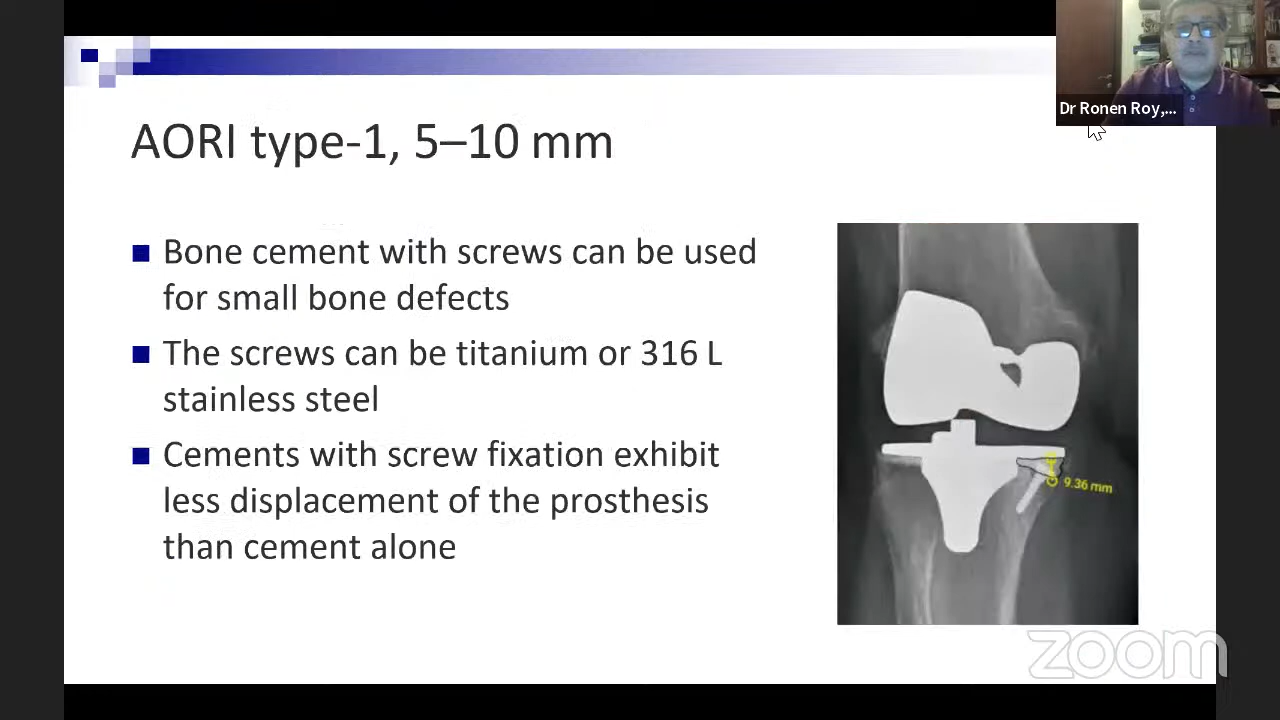 Dr Ronen Roy,...
AORI type-1, 5–10 mm
Bone cement with screws can be used
for small bone defects
The screws can be titanium or 316 L
stainless steel
Cements with screw fixation exhibit
less displacement of the prosthesis
than cement alone
9.36 mm
zoom